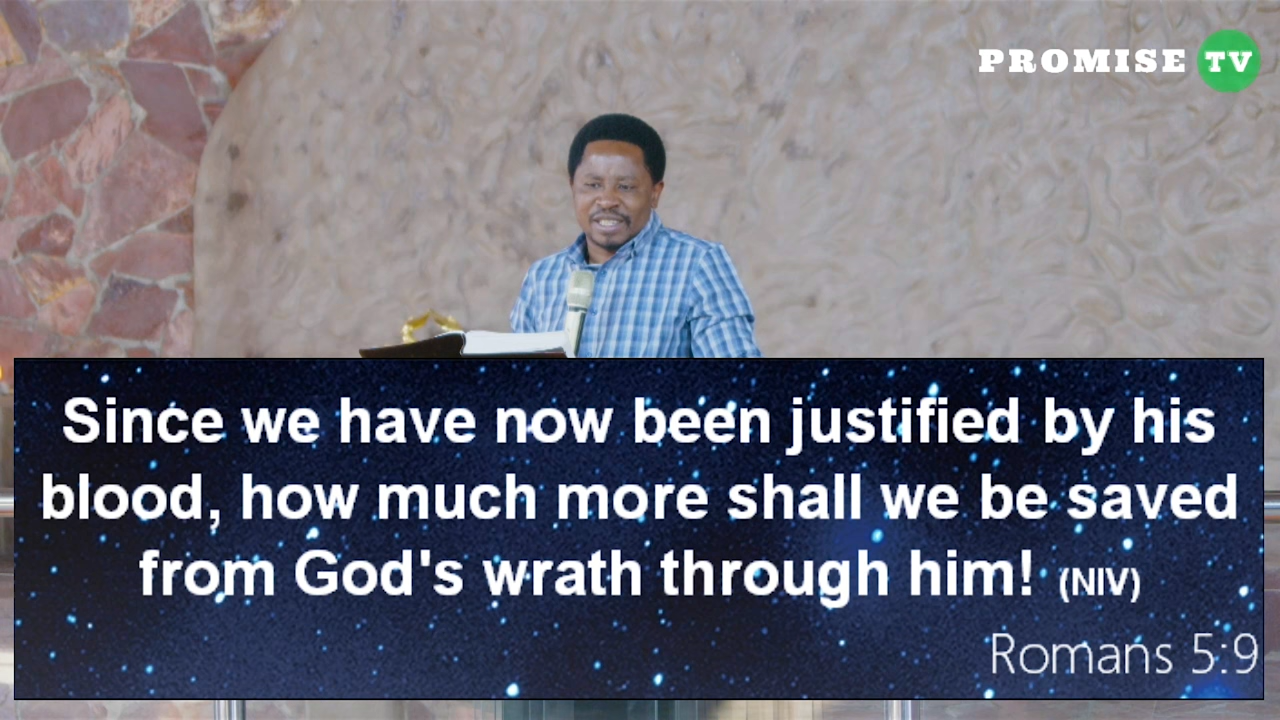 PROMISE TV
Since we have now been justified by his
blood, how much more shall we be saved
from God's wrath through him! (NIV)
Romans 5:9